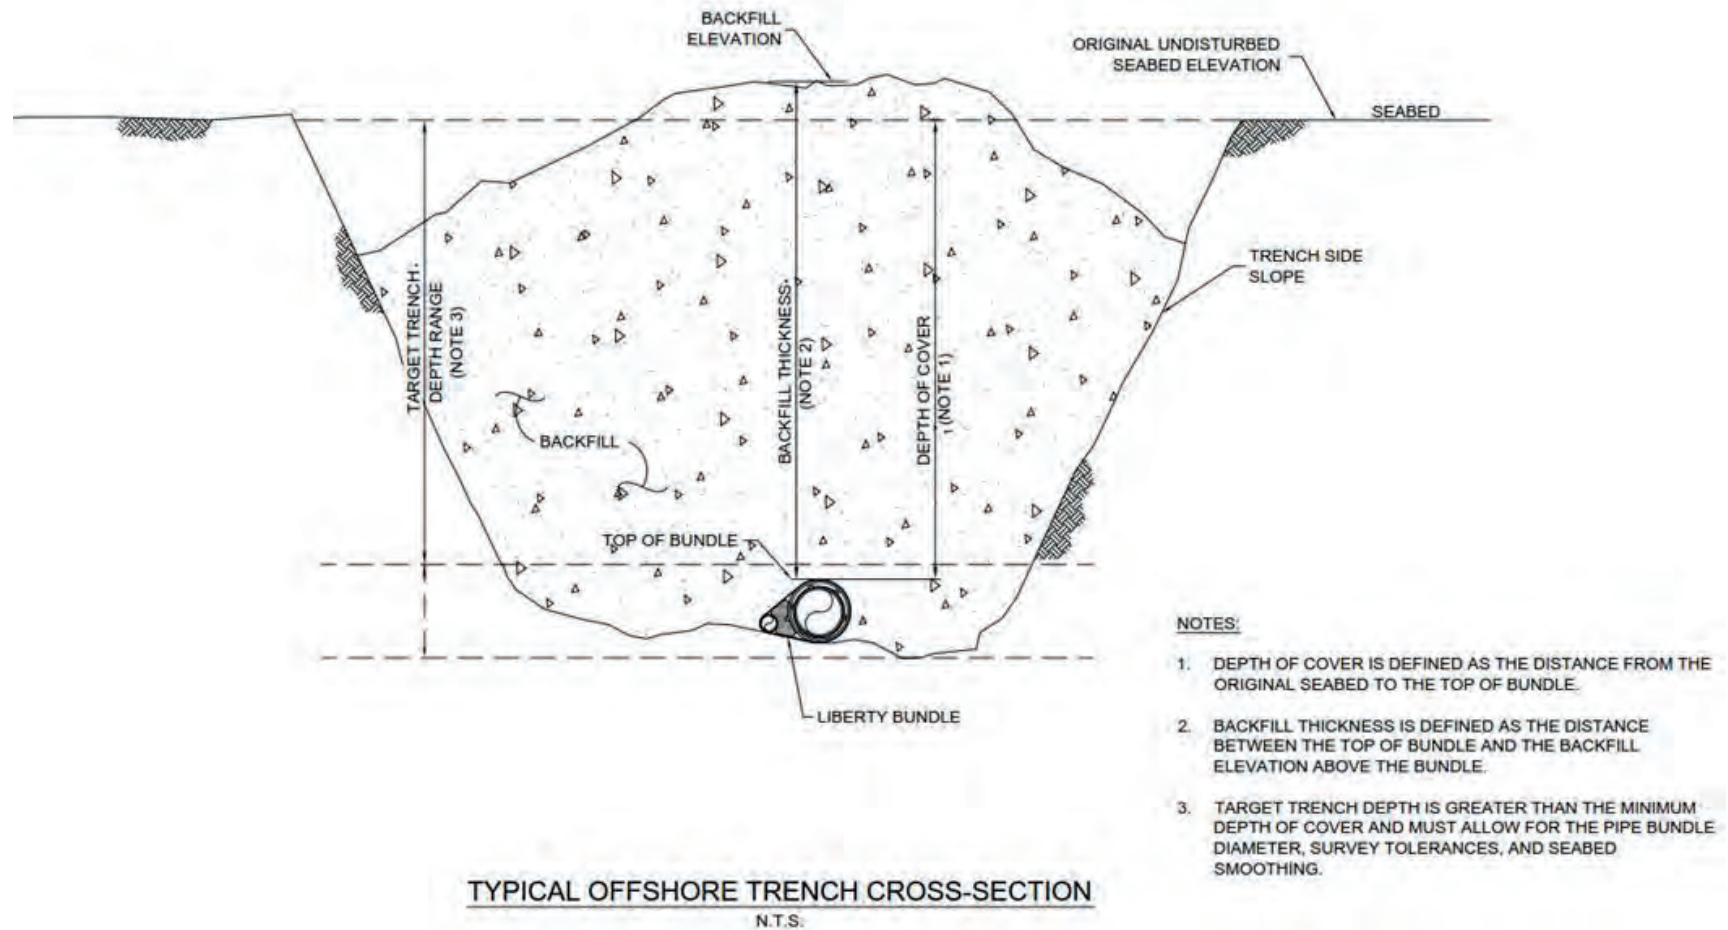 BACKFILL
ELEVATION
ORIGINAL UNDISTURBED
SEABED ELEVATION
SEABED
TRENCH SIDE
SLOPE
TARGET TRENCH
DEPTH RANGE
(NOTE 3)
BACKFILL THICKNESS
(NOTE 2)
DEPTH OF COVER
(NOTE 1)
BACKFILL
TOP OF BUNDLE
LIBERTY BUNDLE
NOTES:
1. DEPTH OF COVER IS DEFINED AS THE DISTANCE FROM THE
ORIGINAL SEABED TO THE TOP OF BUNDLE.
2. BACKFILL THICKNESS IS DEFINED AS THE DISTANCE
BETWEEN THE TOP OF BUNDLE AND THE BACKFILL
ELEVATION ABOVE THE BUNDLE.
3. TARGET TRENCH DEPTH IS GREATER THAN THE MINIMUM
DEPTH OF COVER AND MUST ALLOW FOR THE PIPE BUNDLE
DIAMETER, SURVEY TOLERANCES, AND SEABED
SMOOTHING.
TYPICAL OFFSHORE TRENCH CROSS-SECTION
N.T.S.